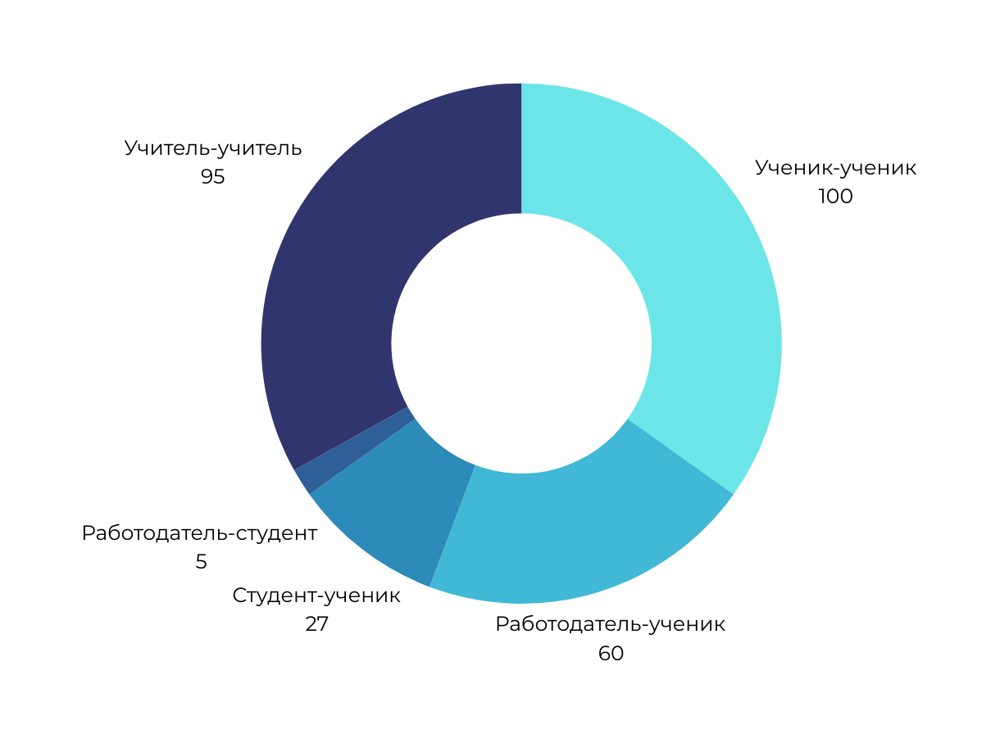 Учитель-учитель
95
Ученик-ученик
100
Работодатель-студент
5
Студент-ученик
27
Работодатель-ученик
60